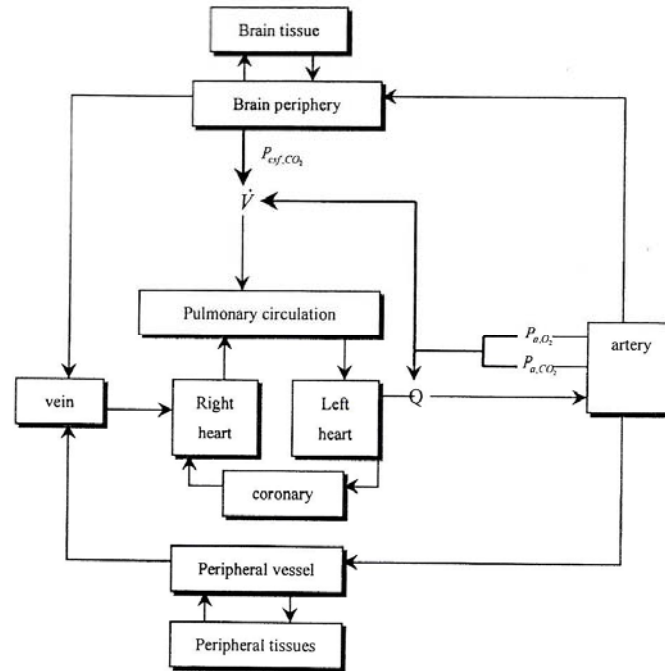 Brain tissue
Brain periphery
P_csf,CO₂
V̇
Pulmonary circulation
P_a,O₂
artery
P_a,CO₂
vein
Right
heart
Left
heart
Q
coronary
Peripheral vessel
Peripheral tissues